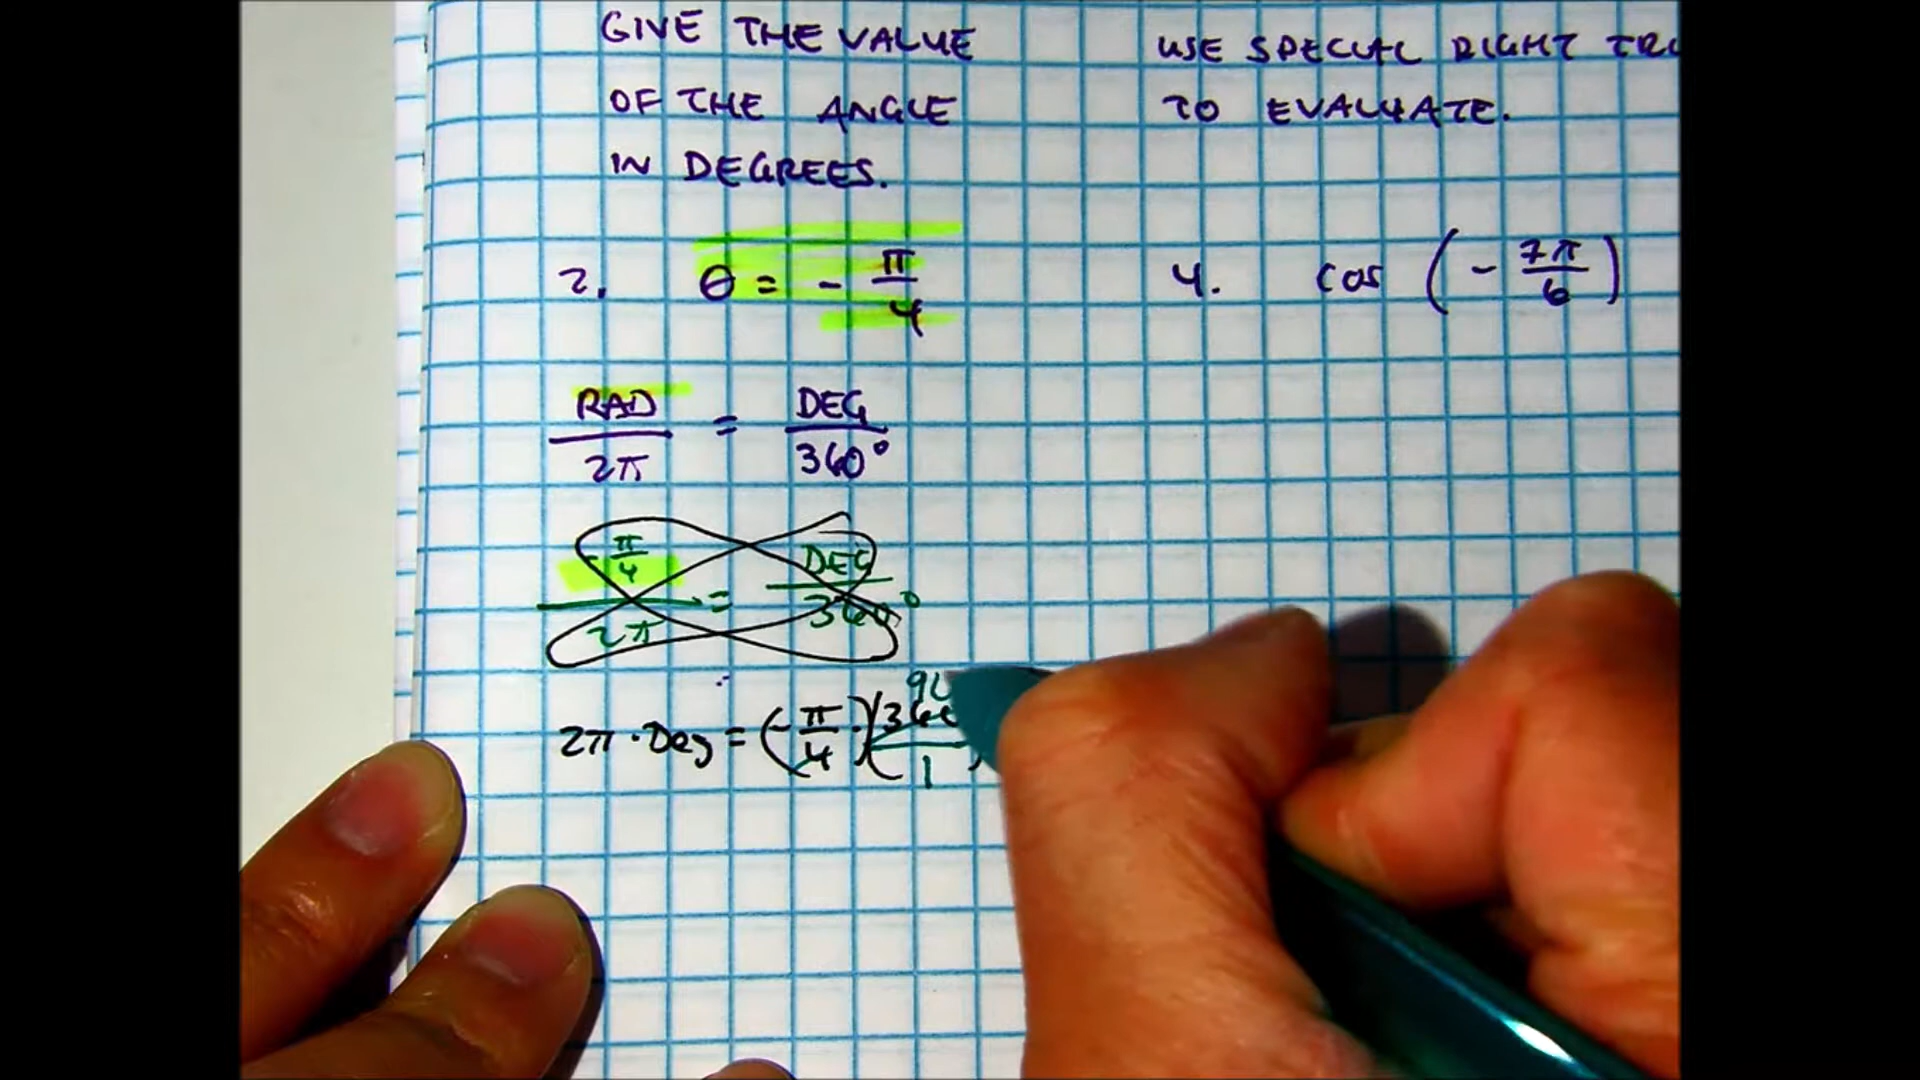 GIVE THE VALUE
OF THE ANGLE
IN DEGREES.
2. θ = - π/4
RAD/2π = DEG/360°
-π/4 / 2π = DEG/360°
2π · Deg = (-π/4 ·)(360/1
USE SPECIAL RIGHT TRI
TO EVALUATE.
4. cos (- 7π/6)